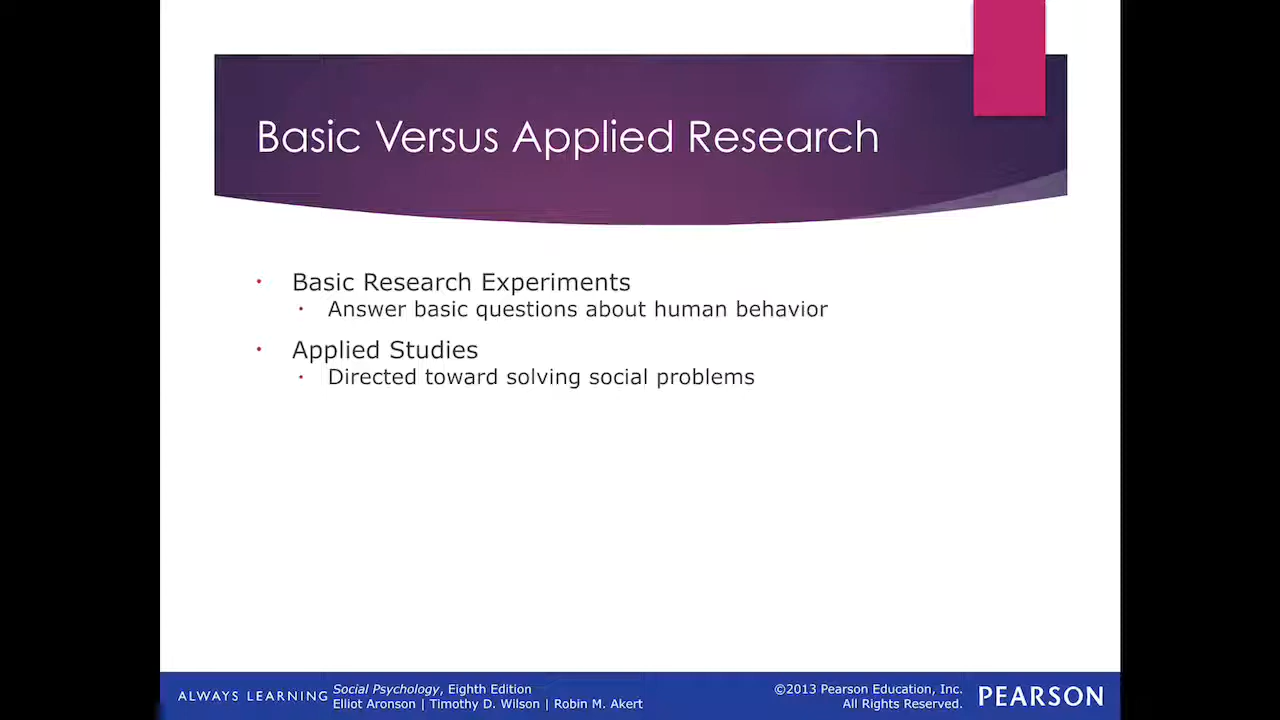 Basic Versus Applied Research
• Basic Research Experiments
• Answer basic questions about human behavior
• Applied Studies
• Directed toward solving social problems
ALWAYS LEARNING
Social Psychology, Eighth Edition
Elliot Aronson | Timothy D. Wilson | Robin M. Akert
©2013 Pearson Education, Inc.
All Rights Reserved.
PEARSON